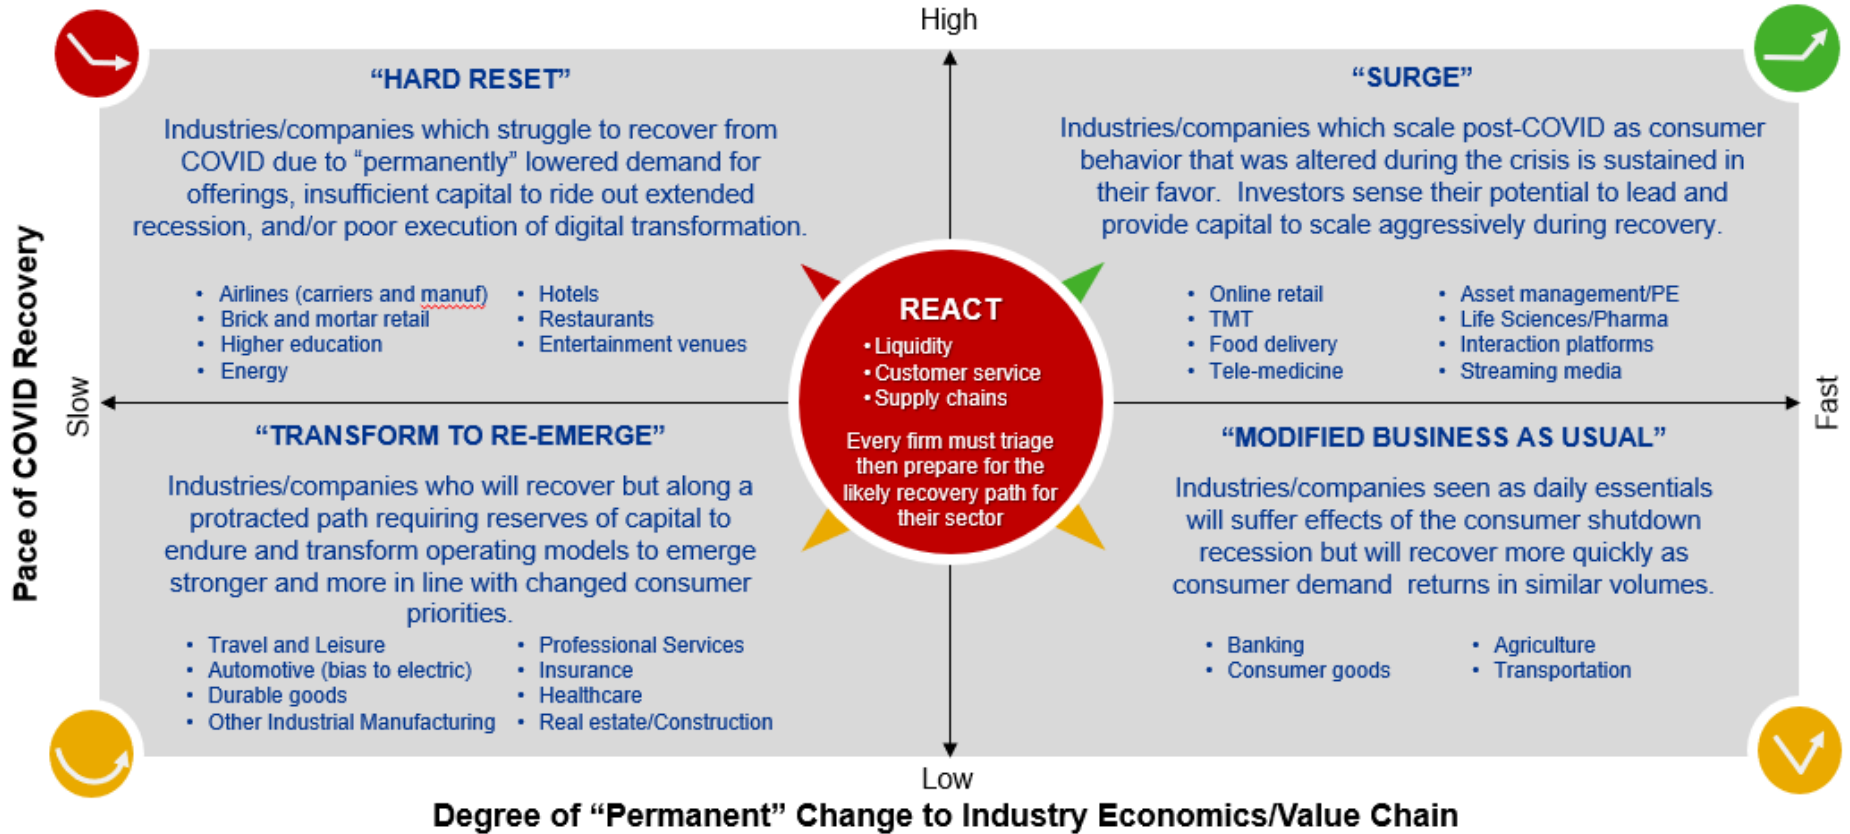 High
“HARD RESET”
Industries/companies which struggle to recover from
COVID due to “permanently” lowered demand for
offerings, insufficient capital to ride out extended
recession, and/or poor execution of digital transformation.
• Airlines (carriers and manuf)
• Brick and mortar retail
• Higher education
• Energy
• Hotels
• Restaurants
• Entertainment venues
“SURGE”
Industries/companies which scale post-COVID as consumer
behavior that was altered during the crisis is sustained in
their favor.  Investors sense their potential to lead and
provide capital to scale aggressively during recovery.
• Online retail
• TMT
• Food delivery
• Tele-medicine
• Asset management/PE
• Life Sciences/Pharma
• Interaction platforms
• Streaming media
REACT
• Liquidity
• Customer service
• Supply chains
Every firm must triage
then prepare for the
likely recovery path for
their sector
Pace of COVID Recovery
Slow
Fast
“TRANSFORM TO RE-EMERGE”
Industries/companies who will recover but along a
protracted path requiring reserves of capital to
endure and transform operating models to emerge
stronger and more in line with changed consumer
priorities.
• Travel and Leisure
• Automotive (bias to electric)
• Durable goods
• Other Industrial Manufacturing
• Professional Services
• Insurance
• Healthcare
• Real estate/Construction
“MODIFIED BUSINESS AS USUAL”
Industries/companies seen as daily essentials
will suffer effects of the consumer shutdown
recession but will recover more quickly as
consumer demand  returns in similar volumes.
• Banking
• Consumer goods
• Agriculture
• Transportation
Low
Degree of “Permanent” Change to Industry Economics/Value Chain